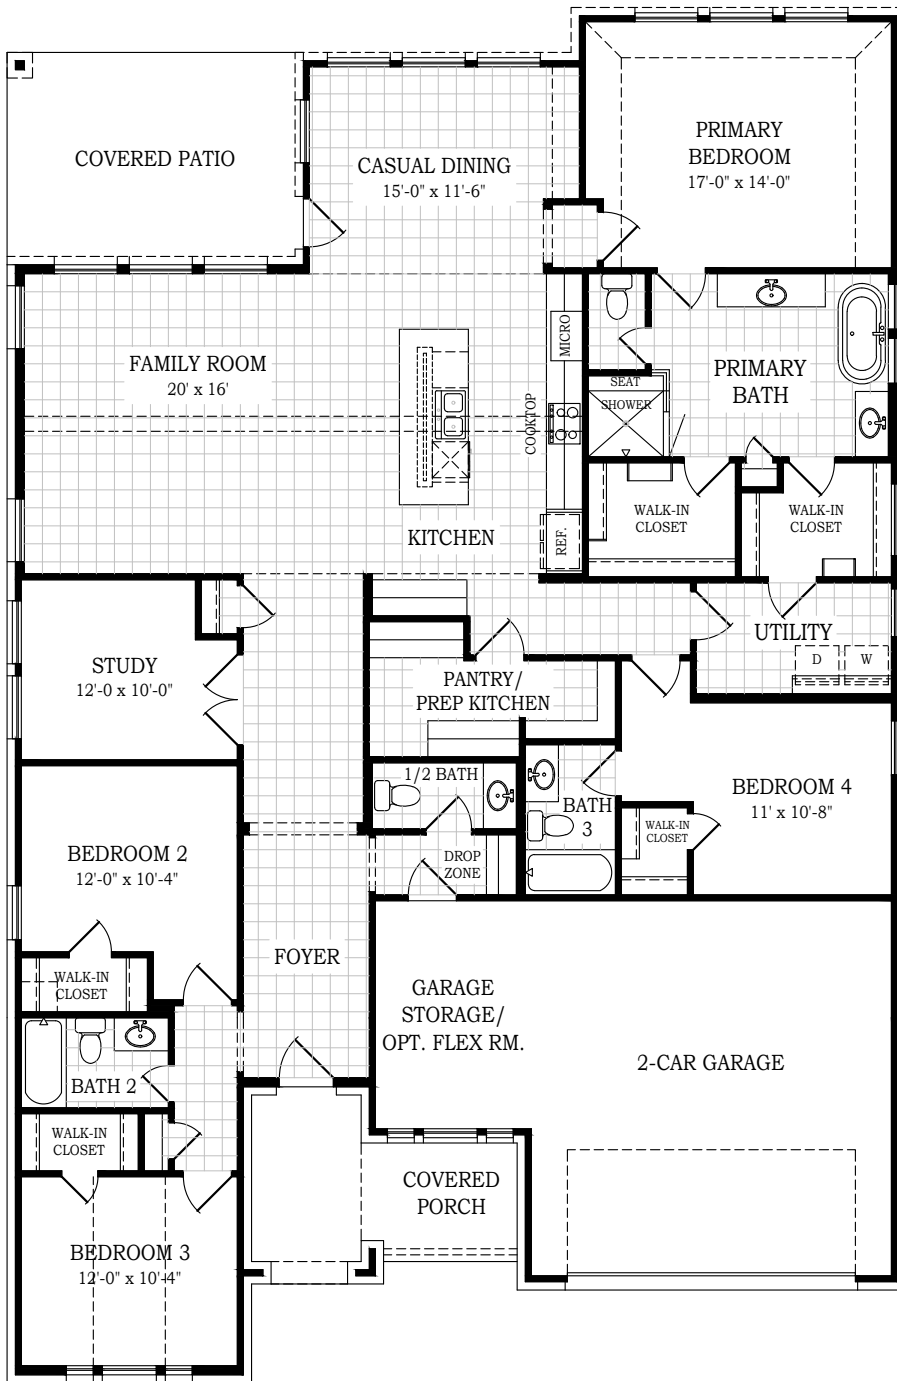 COVERED PATIO
CASUAL DINING
15'-0" x 11'-6"
PRIMARY
BEDROOM
17'-0" x 14'-0"
FAMILY ROOM
20' x 16'
MICRO
COOKTOP
SEAT
SHOWER
PRIMARY
BATH
KITCHEN
REF.
WALK-IN
CLOSET
WALK-IN
CLOSET
STUDY
12'-0 x 10'-0"
PANTRY/
PREP KITCHEN
UTILITY
D
W
BEDROOM 2
12'-0" x 10'-4"
1/2 BATH
BATH
3
BEDROOM 4
11' x 10'-8"
WALK-IN
CLOSET
DROP
ZONE
WALK-IN
CLOSET
FOYER
GARAGE
STORAGE/
OPT. FLEX RM.
2-CAR GARAGE
BATH 2
WALK-IN
CLOSET
COVERED
PORCH
BEDROOM 3
12'-0" x 10'-4"